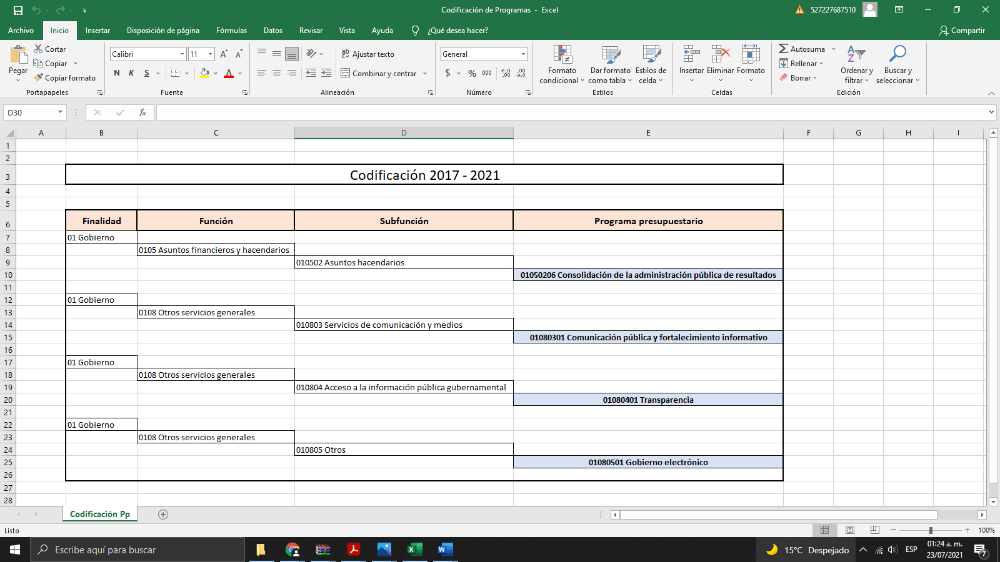 Codificación de Programas - Excel
527227687510
Archivo Inicio Insertar Disposición de página Fórmulas Datos Revisar Vista Ayuda ¿Qué desea hacer? Compartir
Pegar
Cortar
Copiar
Copiar formato
Portapapeles
Calibri 11
N K S
Fuente
Ajustar texto
Combinar y centrar
Alineación
General
$ % 000
Número
Formato condicional
Dar formato como tabla
Estilos de celda
Estilos
Insertar Eliminar Formato
Celdas
Autosuma
Rellenar
Borrar
Ordenar y filtrar
Buscar y seleccionar
Edición
D30
fx
A B C D E F G H I
1
2
3 Codificación 2017 - 2021
4
5
6 Finalidad Función Subfunción Programa presupuestario
7 01 Gobierno
8 0105 Asuntos financieros y hacendarios
9 010502 Asuntos hacendarios
10 01050206 Consolidación de la administración pública de resultados
11
12 01 Gobierno
13 0108 Otros servicios generales
14 010803 Servicios de comunicación y medios
15 01080301 Comunicación pública y fortalecimiento informativo
16
17 01 Gobierno
18 0108 Otros servicios generales
19 010804 Acceso a la información pública gubernamental
20 01080401 Transparencia
21
22 01 Gobierno
23 0108 Otros servicios generales
24 010805 Otros
25 01080501 Gobierno electrónico
26
27
28
Codificación Pp
Listo
100%
Escribe aquí para buscar
15°C Despejado
ESP
01:24 a. m.
23/07/2021
7